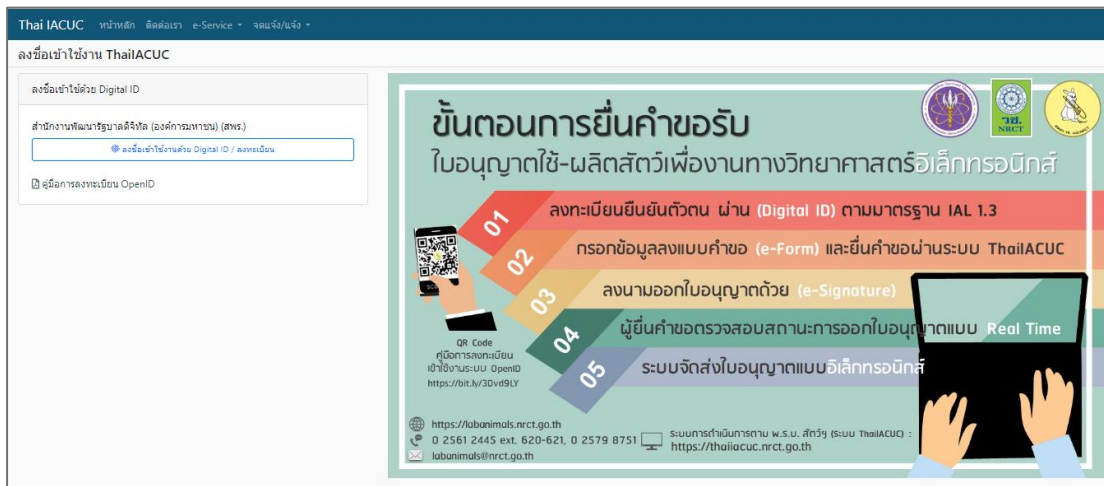 Thai IACUC หน้าหลัก ติดต่อเรา e-Service จดแจ้ง/แจ้ง
ลงชื่อเข้าใช้งาน ThaiIACUC
ลงชื่อเข้าใช้ด้วย Digital ID
สำนักงานพัฒนารัฐบาลดิจิทัล (องค์การมหาชน) (สพร.)
ลงชื่อเข้าใช้งานด้วย Digital ID / ลงทะเบียน
คู่มือการลงทะเบียน OpenID
วช.
NRCT
ขั้นตอนการยื่นคำขอรับ
ใบอนุญาตใช้-ผลิตสัตว์เพื่องานทางวิทยาศาสตร์อิเล็กทรอนิกส์
01 ลงทะเบียนยืนยันตัวตน ผ่าน (Digital ID) ตามมาตรฐาน IAL 1.3
02 กรอกข้อมูลลงแบบคำขอ (e-Form) และยื่นคำขอผ่านระบบ ThaiIACUC
03 ลงนามออกใบอนุญาตด้วย (e-Signature)
04 ผู้ยื่นคำขอตรวจสอบสถานะการออกใบอนุญาตแบบ Real Time
05 ระบบจัดส่งใบอนุญาตแบบอิเล็กทรอนิกส์
QR Code
คู่มือการลงทะเบียน
เข้าใช้งานระบบ OpenID
https://bit.ly/3Dvd9LY
https://labanimals.nrct.go.th
0 2561 2445 ext. 620-621, 0 2579 8751
labanimals@nrct.go.th
ระบบการดำเนินการตาม พ.ร.บ. สัตว์ฯ (ระบบ ThaiIACUC) :
https://thaiiacuc.nrct.go.th